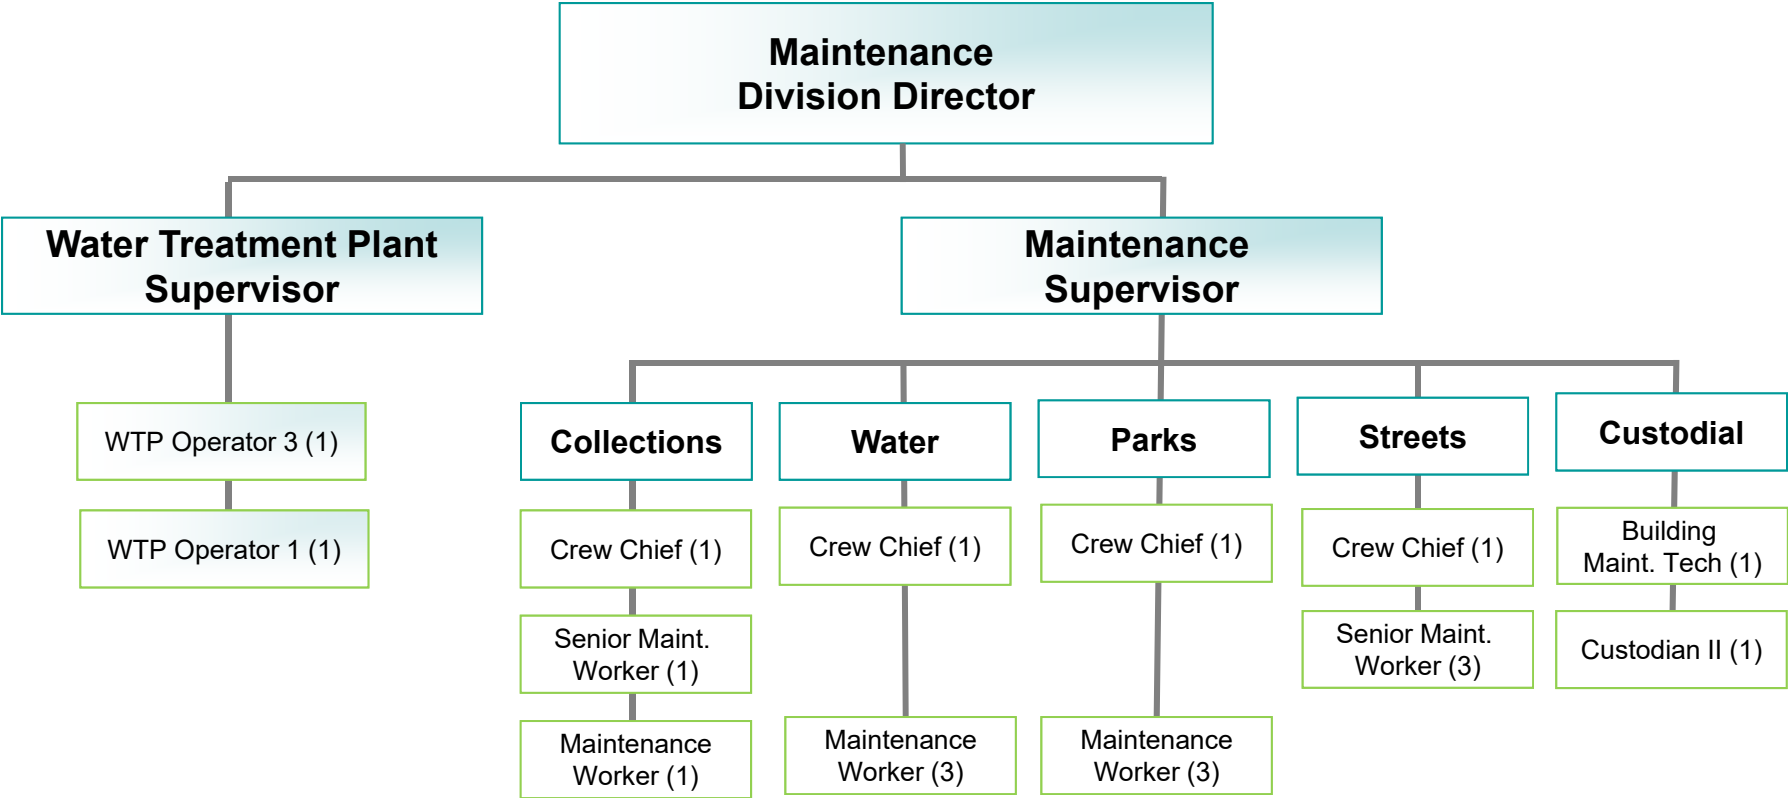 Maintenance
Division Director
Water Treatment Plant
Supervisor
Maintenance
Supervisor
WTP Operator 3 (1)
WTP Operator 1 (1)
Collections
Crew Chief (1)
Senior Maint.
Worker (1)
Maintenance
Worker (1)
Water
Crew Chief (1)
Maintenance
Worker (3)
Parks
Crew Chief (1)
Maintenance
Worker (3)
Streets
Crew Chief (1)
Senior Maint.
Worker (3)
Custodial
Building
Maint. Tech (1)
Custodian II (1)